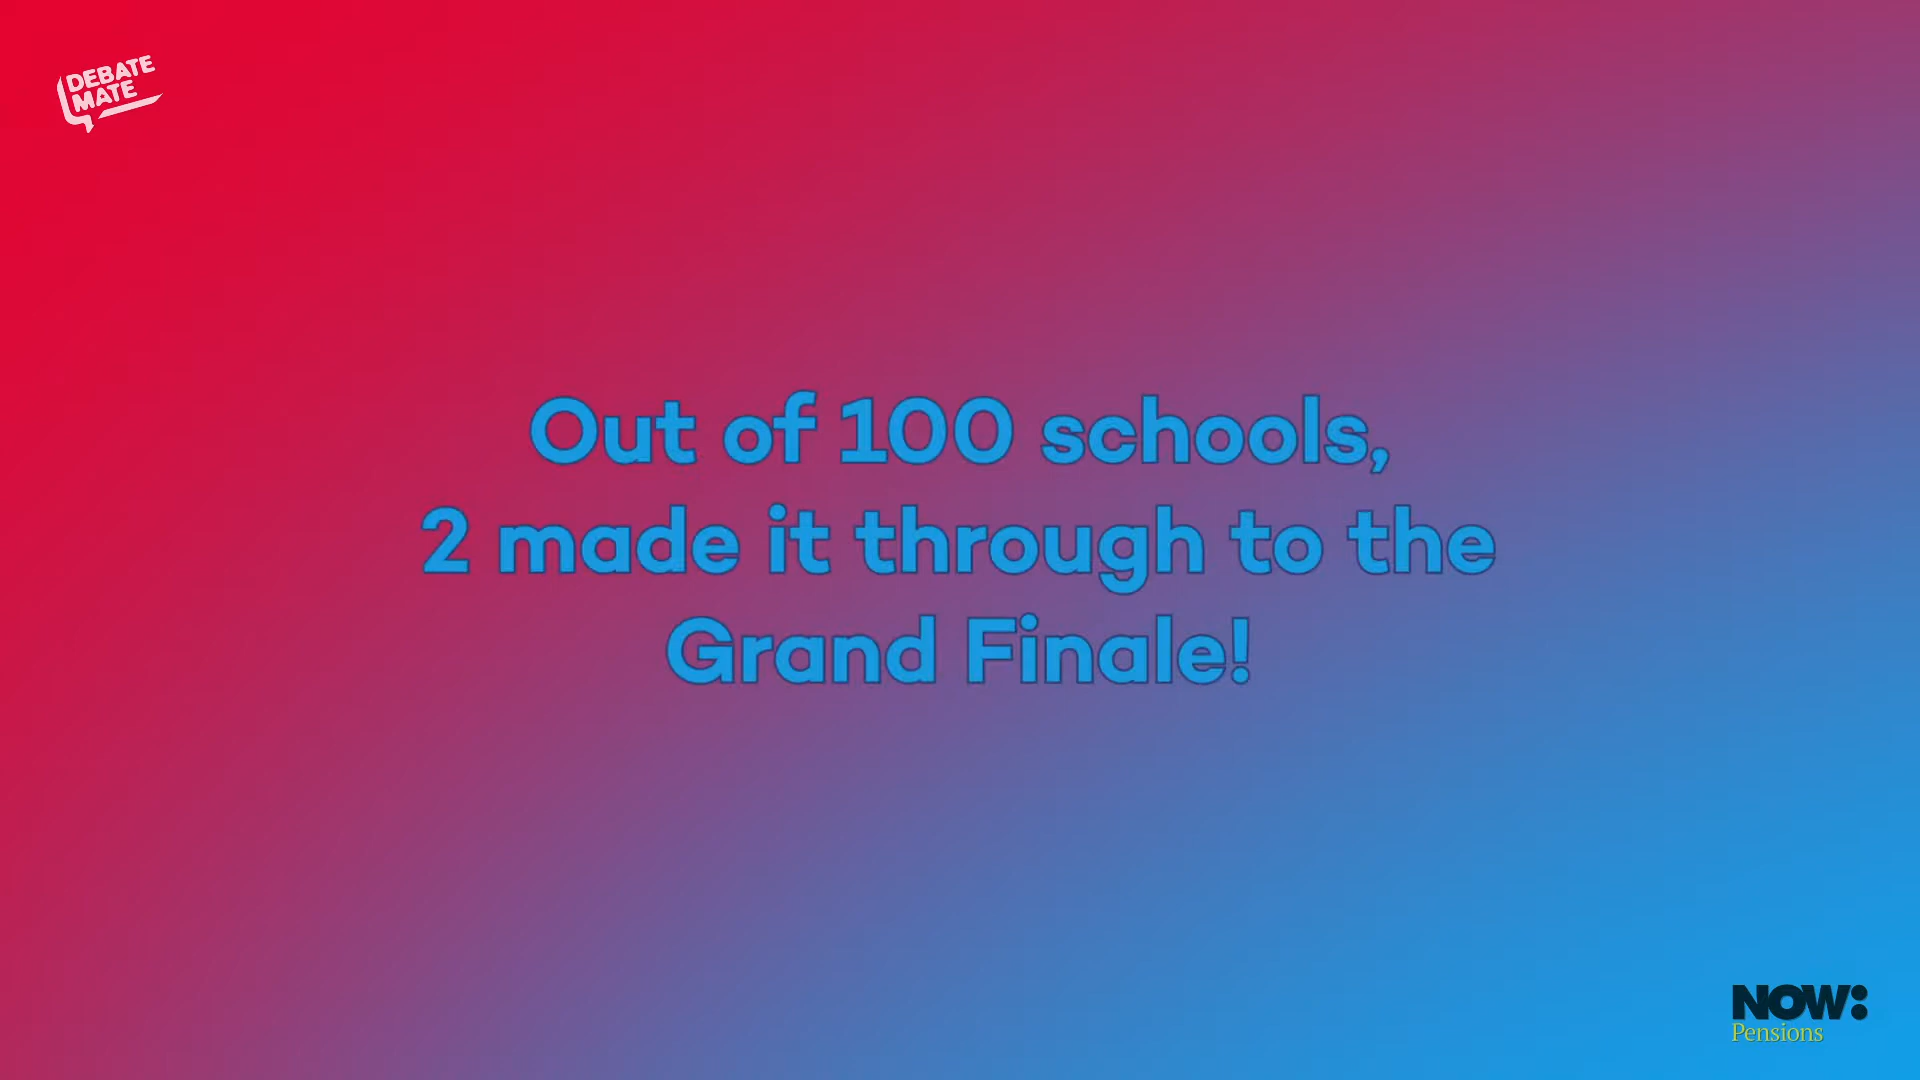 DEBATE
MATE
Out of 100 schools,
2 made it through to the
Grand Finale!
NOW:
Pensions